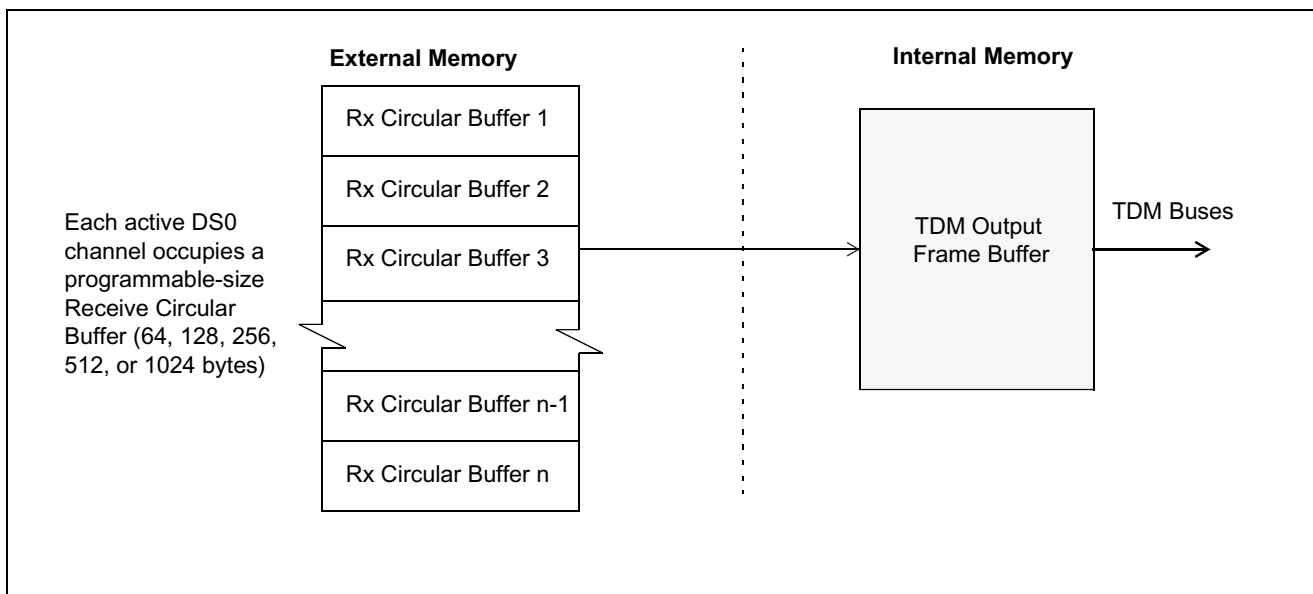 External Memory
Internal Memory
Rx Circular Buffer 1
Rx Circular Buffer 2
Rx Circular Buffer 3
Rx Circular Buffer n-1
Rx Circular Buffer n
Each active DS0
channel occupies a
programmable-size
Receive Circular
Buffer (64, 128, 256,
512, or 1024 bytes)
TDM Output
Frame Buffer
TDM Buses